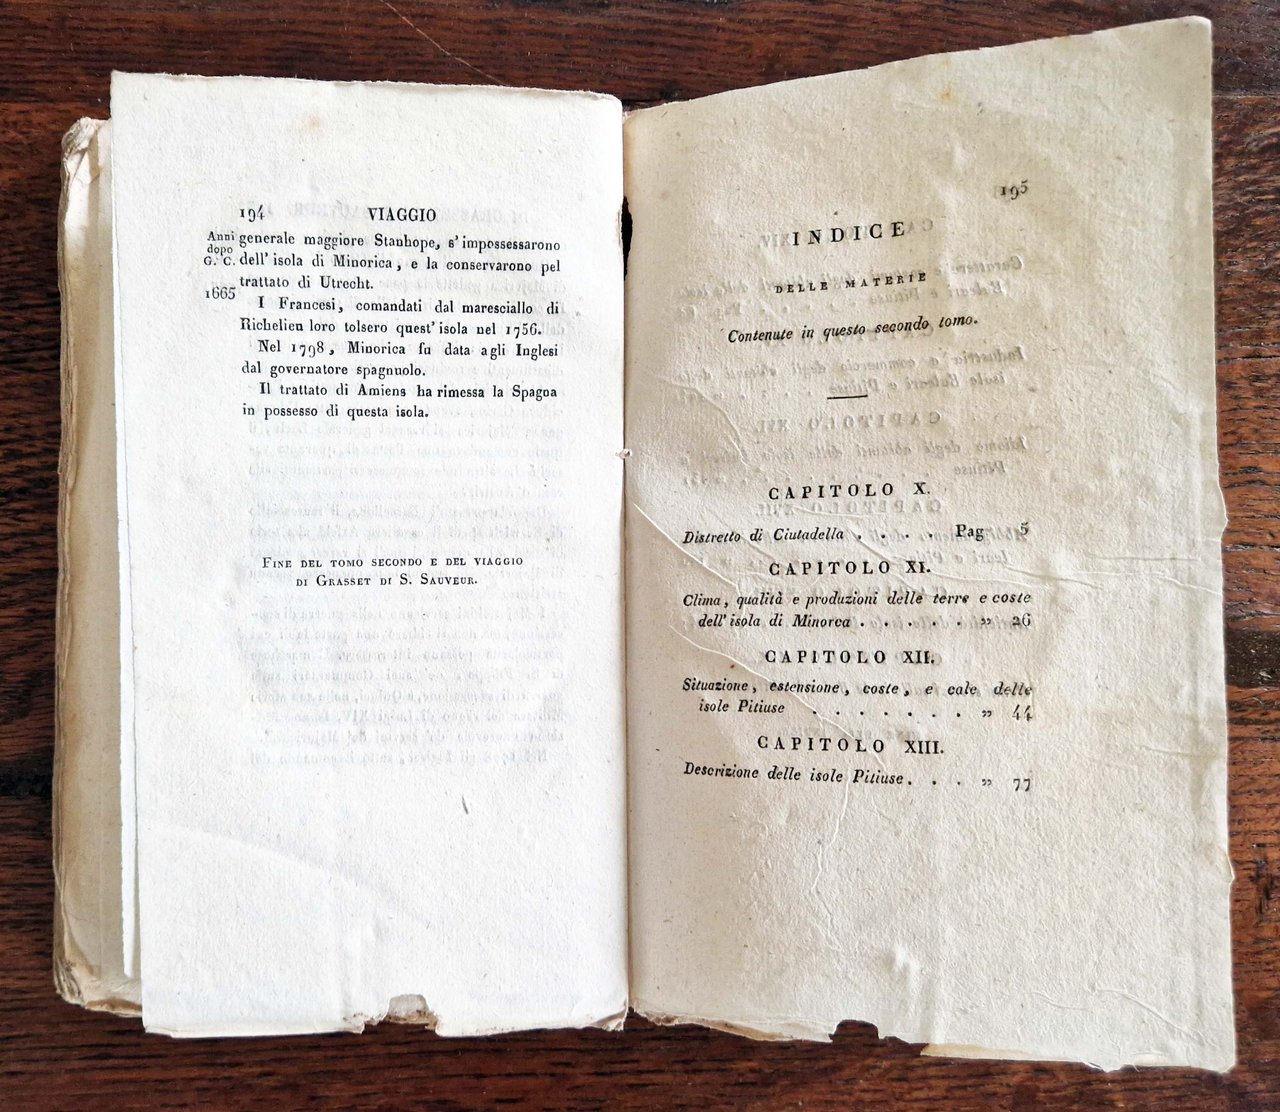 194 VIAGGIO
Anni
dopo
G. C.
1665
generale maggiore Stanhope, s' impossessarono
dell' isola di Minorica, e la conservarono pel
trattato di Utrecht.
I Francesi, comandati dal maresciallo di
Richelieu loro tolsero quest' isola nel 1756.
Nel 1798, Minorica fu data agli Inglesi
dal governatore spagnuolo.
Il trattato di Amiens ha rimessa la Spagna
in possesso di questa isola.
FINE DEL TOMO SECONDO E DEL VIAGGIO
DI GRASSET DI S. SAUVEUR.
195
INDICE
DELLE MATERIE
Contenute in questo secondo tomo.
CAPITOLO X.
Distretto di Ciutadella . . . . Pag 5
CAPITOLO XI.
Clima, qualità e produzioni delle terre e coste
dell' isola di Minorca . . . . . . „ 26
CAPITOLO XII.
Situazione, estensione, coste, e cale delle
isole Pitiuse . . . . . . . „ 44
CAPITOLO XIII.
Descrizione delle isole Pitiuse . . . „ 77